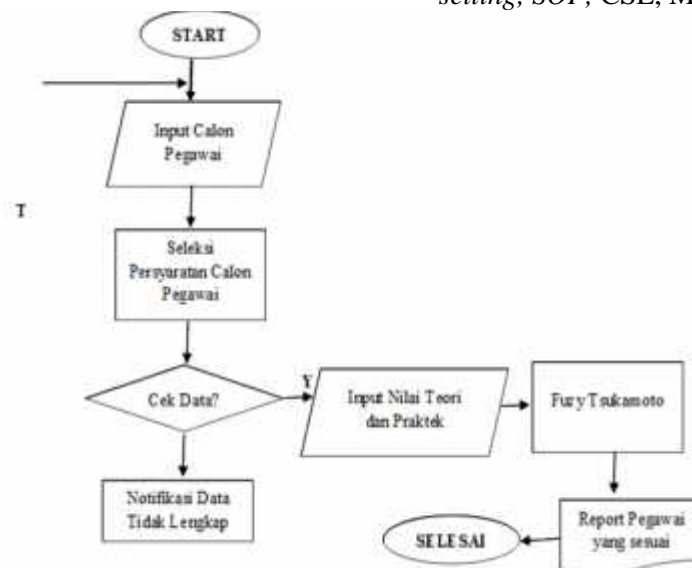 setting, SOP, CSE, M
START
Input Calon
Pegawai
T
Seleksi
Persyaratan Calon
Pegawai
Cek Data?
Y
Input Nilai Teori
dan Praktek
Fuzy Tsukamoto
Notifikasi Data
Tidak Lengkap
Report Pegawai
yang sesuai
SELESAI